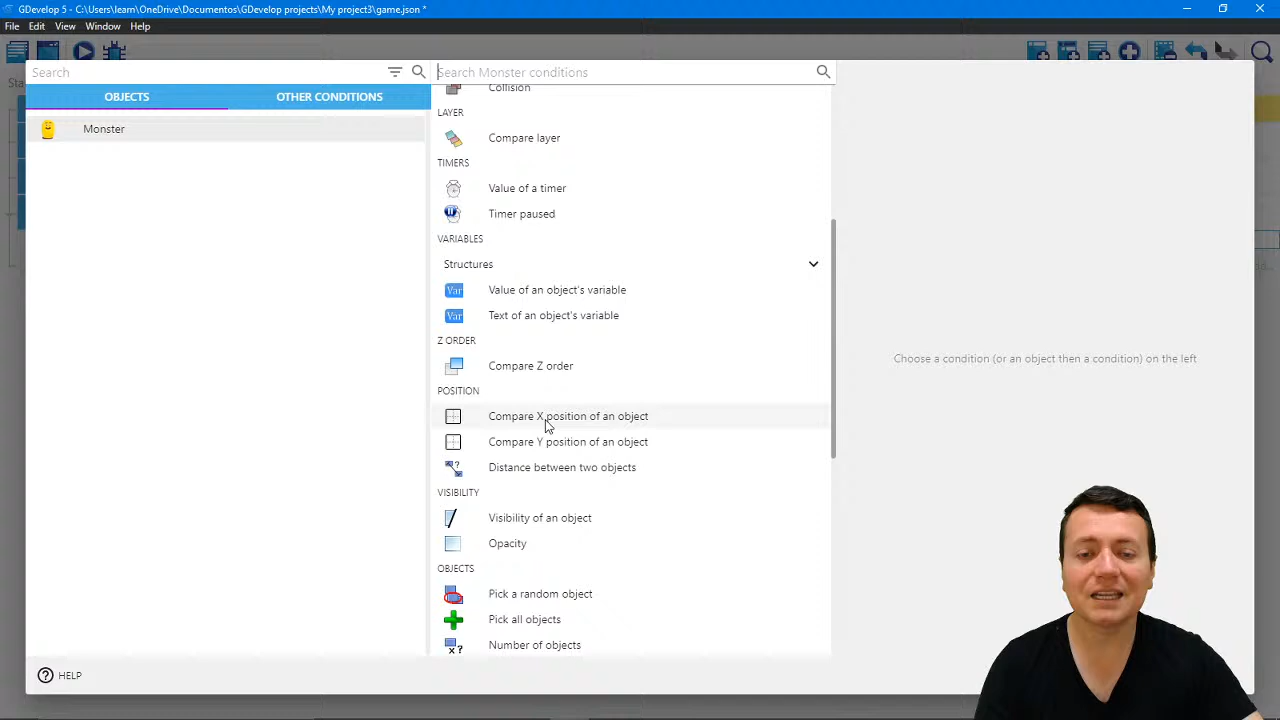 GDevelop 5 - C:\Users\learn\OneDrive\Documentos\GDevelop projects\My project3\game.json *
File Edit View Window Help
Search
Search Monster conditions
OBJECTS
OTHER CONDITIONS
Monster
Collision
LAYER
Compare layer
TIMERS
Value of a timer
Timer paused
VARIABLES
Structures
Var Value of an object's variable
Var Text of an object's variable
Z ORDER
Compare Z order
POSITION
Compare X position of an object
Compare Y position of an object
Distance between two objects
VISIBILITY
Visibility of an object
Opacity
OBJECTS
Pick a random object
Pick all objects
Number of objects
Choose a condition (or an object then a condition) on the left
HELP